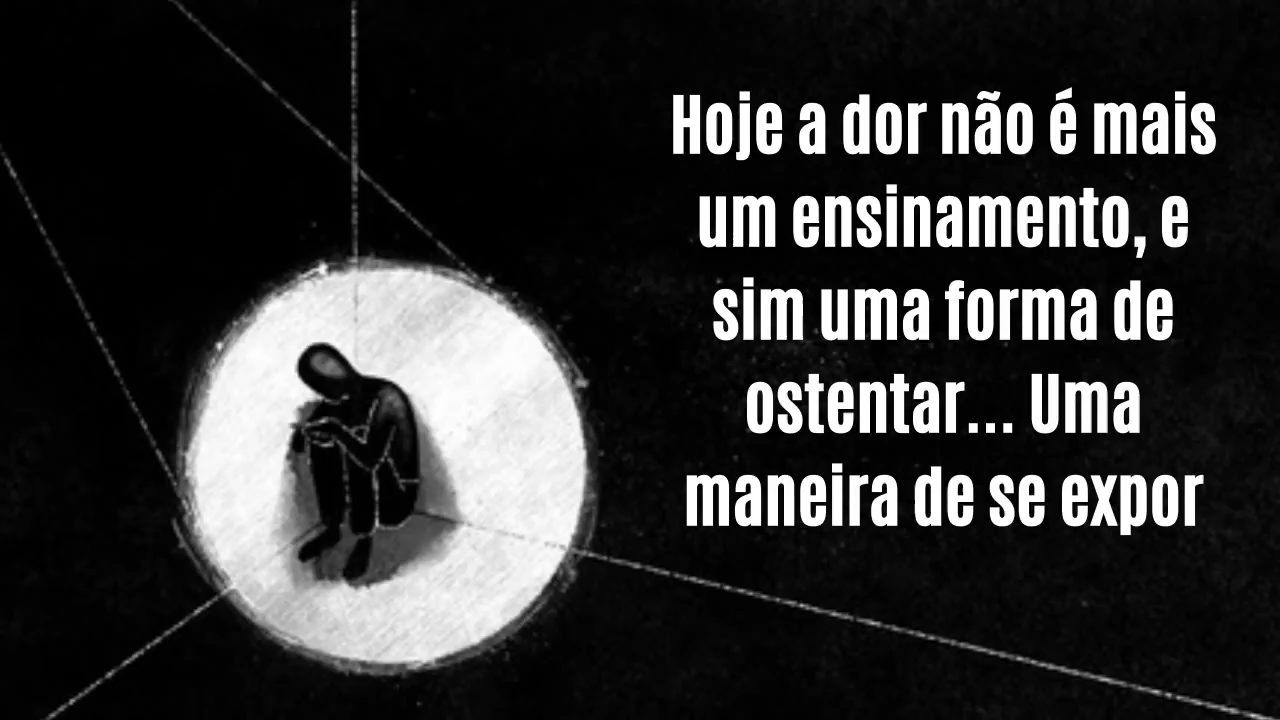 Hoje a dor não é mais
um ensinamento, e
sim uma forma de
ostentar... Uma
maneira de se expor